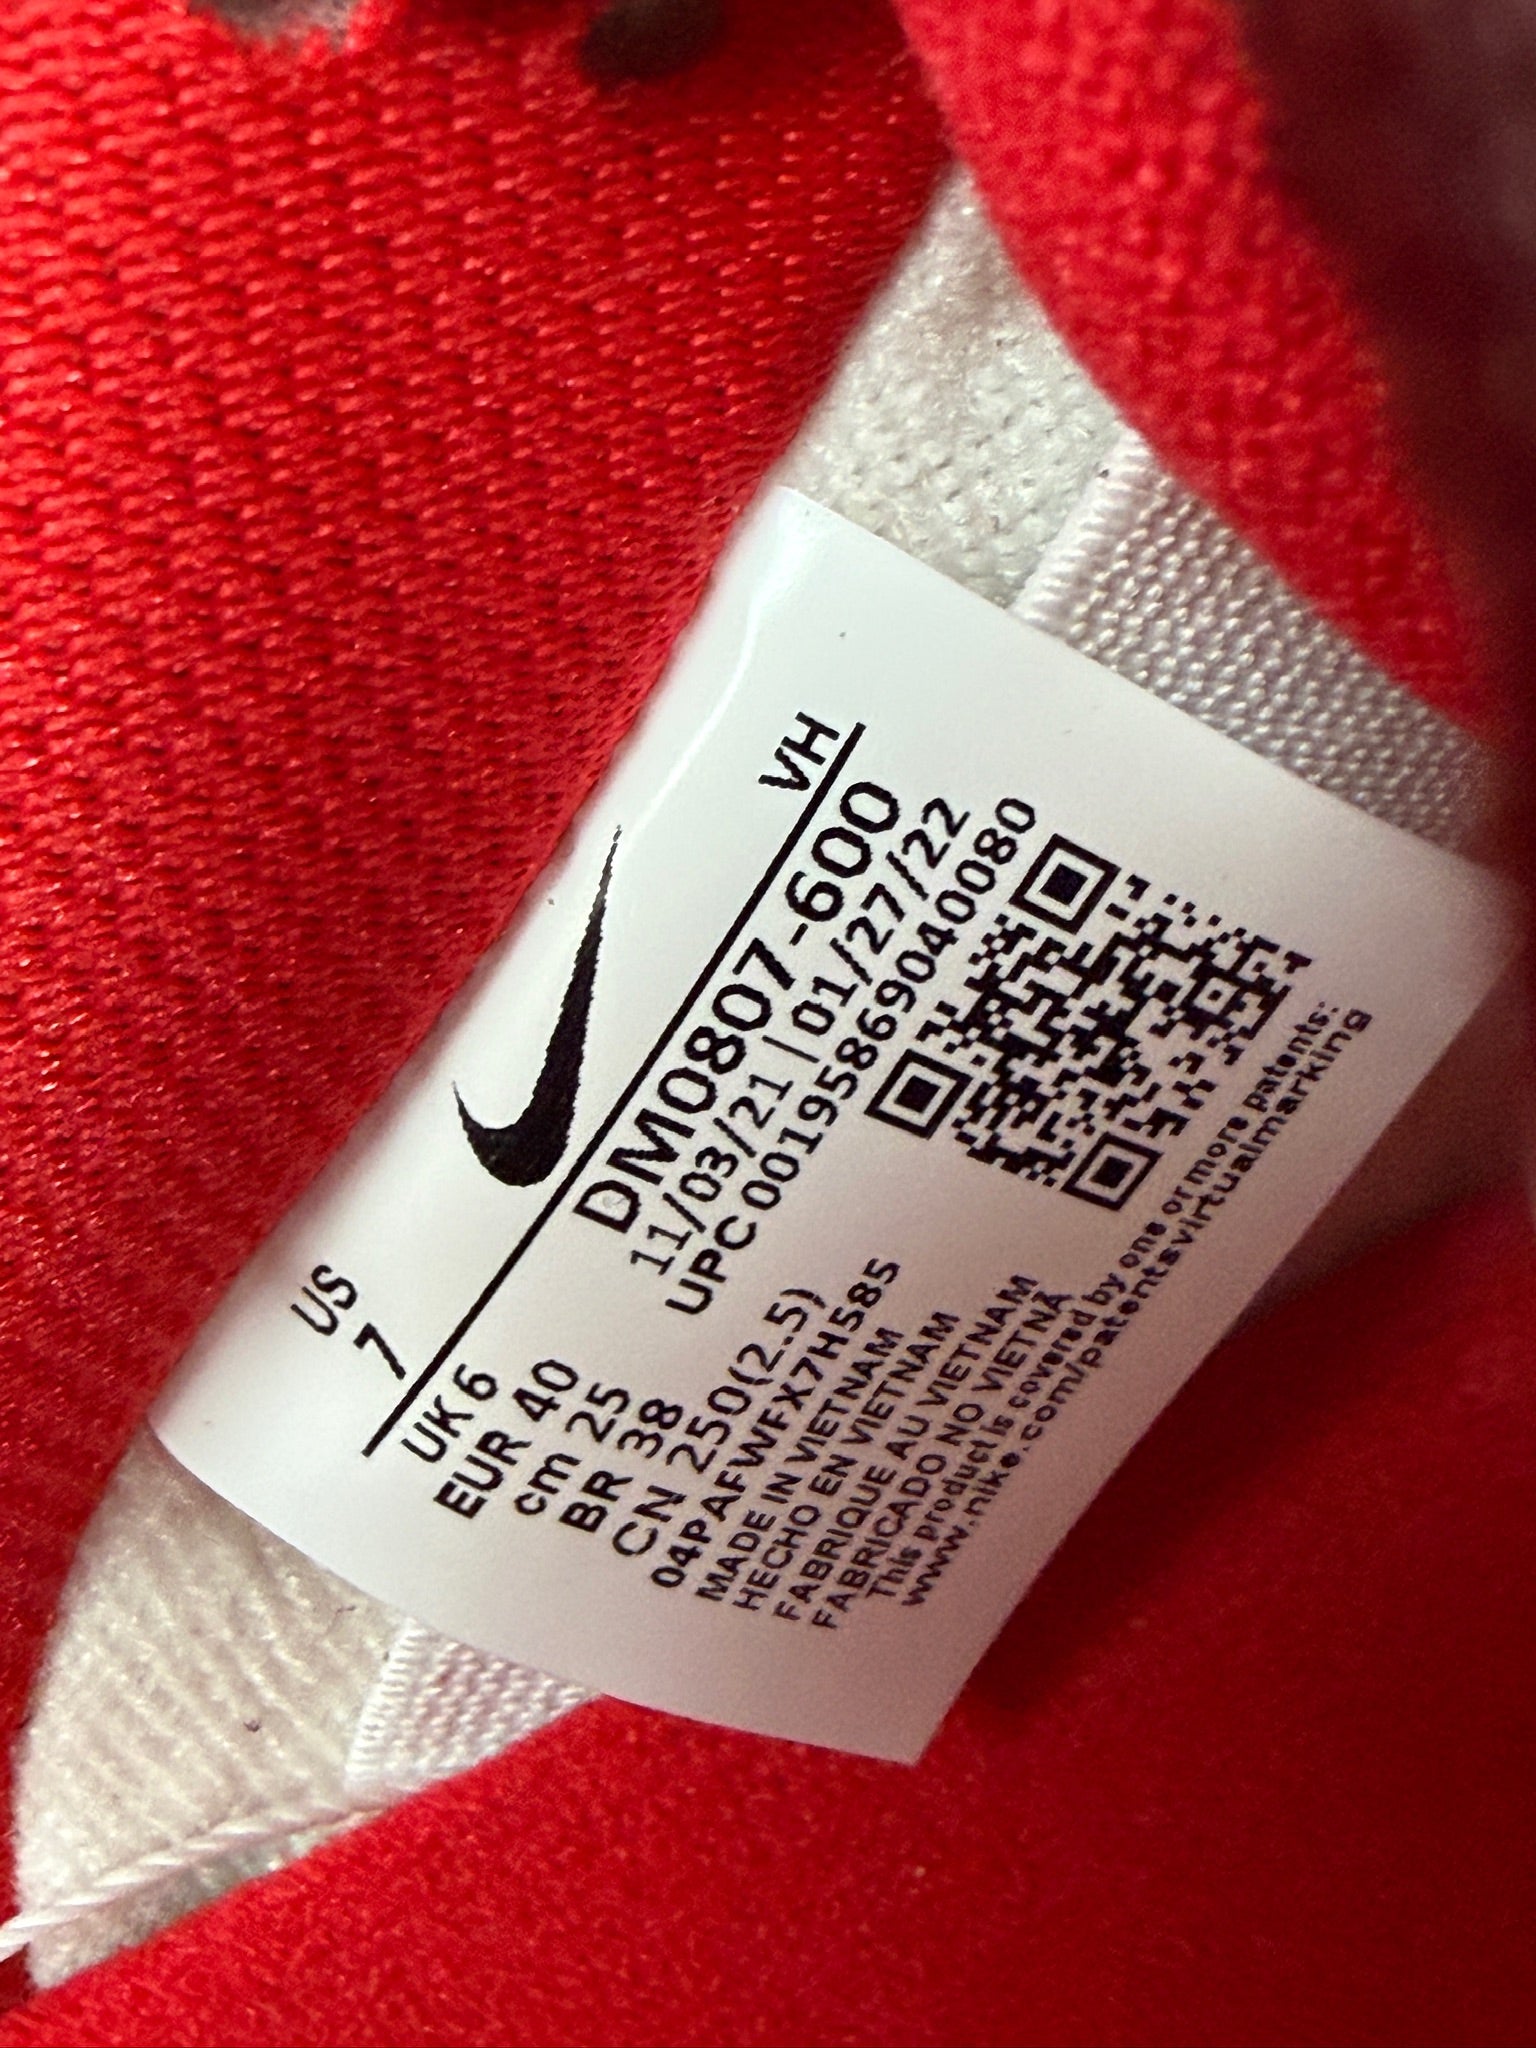 US
7
VH
UK 6
EUR 40
cm 25
BR 38
CN 250(2.5)
DM0807-600
11/03/21 | 01/27/22
UPC 00195869040080
04PAFWFX7H585
MADE IN VIETNAM
HECHO EN VIETNAM
FABRIQUE AU VIETNAM
FABRICADO NO VIETNÃ
This product is covered by one or more patents:
www.nike.com/patentsvirtualmarking